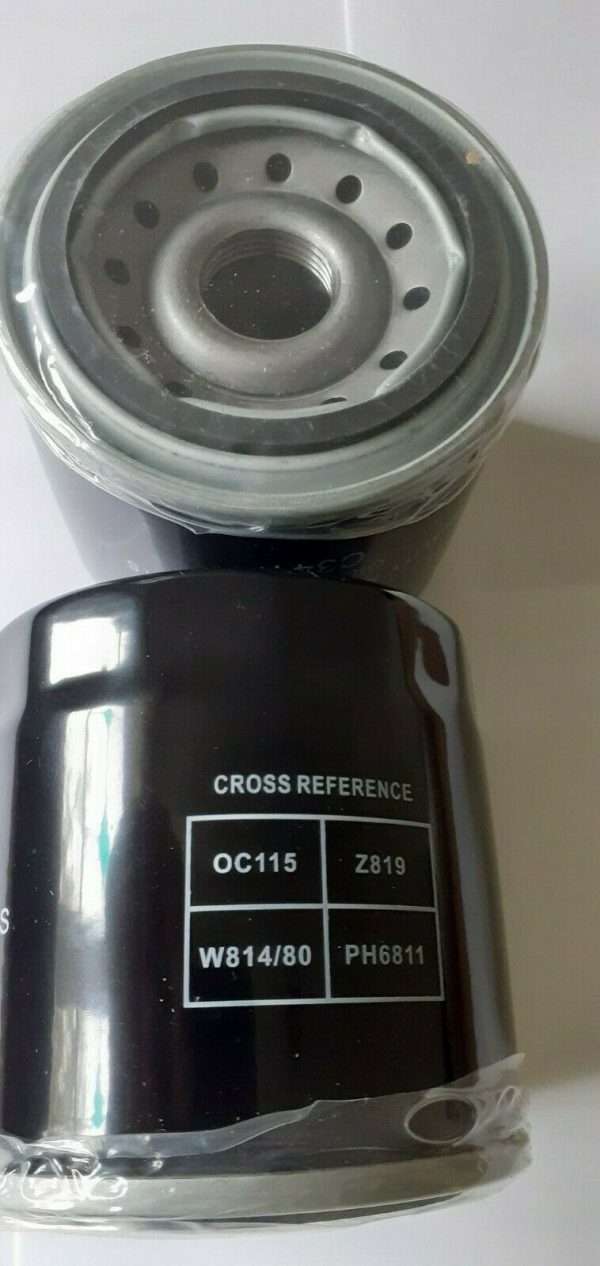 CROSS REFERENCE
OC115 Z819
W814/80 PH6811
S